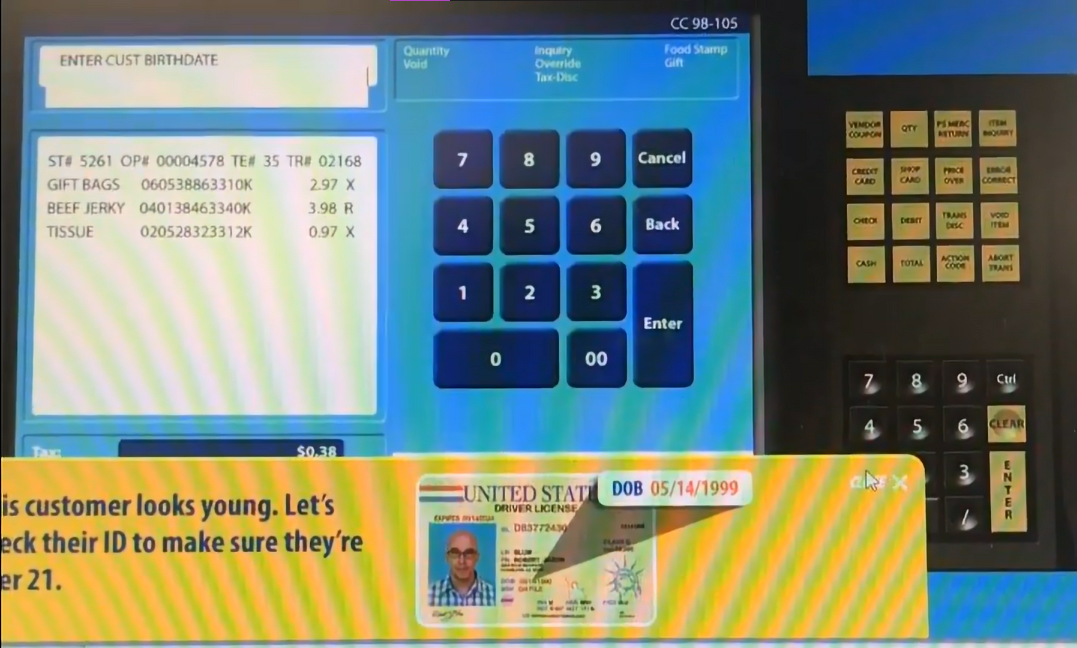 CC 98-105
ENTER CUST BIRTHDATE
Quantity
Void
Inquiry
Override
Tax-Disc
Food Stamp
Gift
ST# 5261 OP# 00004578 TE# 35 TR# 02168
GIFT BAGS 060538863310K 2.97 X
BEEF JERKY 040138463340K 3.98 R
TISSUE 020528323312K 0.97 X
7 8 9 Cancel
4 5 6 Back
1 2 3
Enter
0 00
Tax: $0.38
VENDOR COUPON
QTY
ITEM INQUIRY
CREDIT CARD
SHOP CARD
PRICE OVER
ERROR CORRECT
CHECK
DEBIT
TRANS DISC
VOID ITEM
CASH
TOTAL
ACTION CODE
ABORT TRANS
7 8 9 Ctrl
4 5 6 CLEAR
3
ENTER
/
is customer looks young. Let's
eck their ID to make sure they're
er 21.
UNITED STAT
DRIVER LICENSE
DOB 05/14/1999